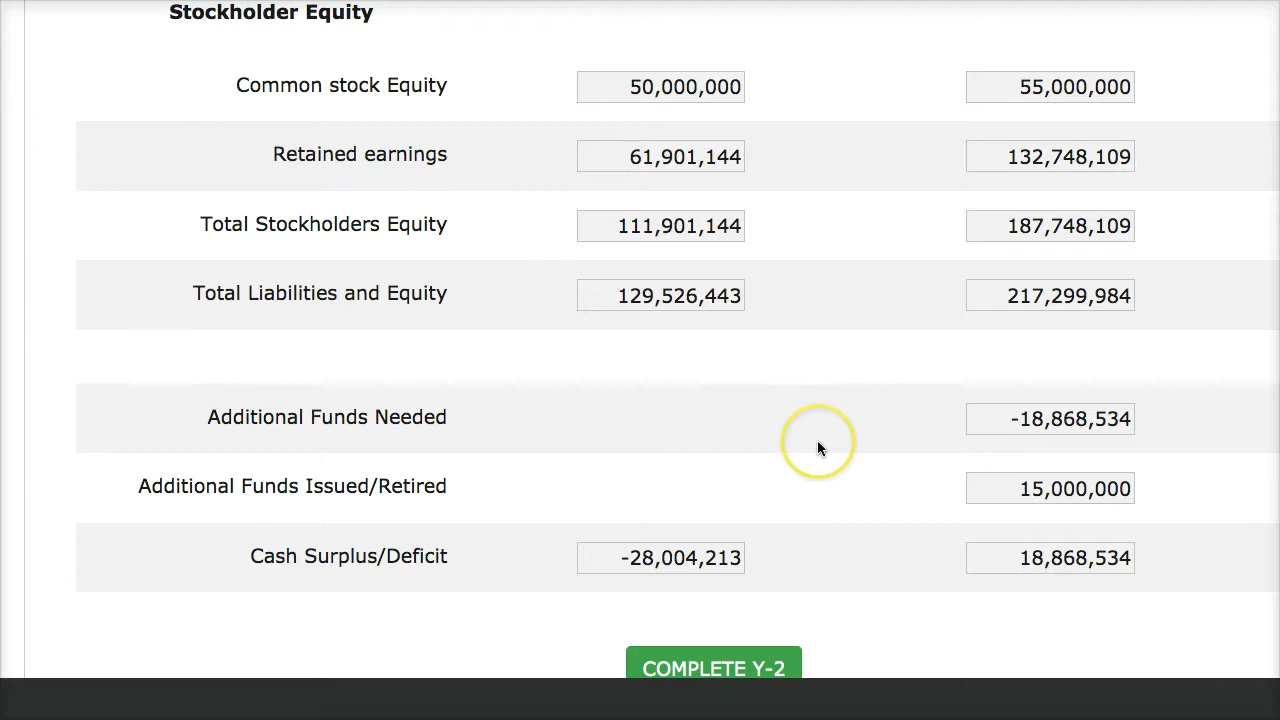 Stockholder Equity
Common stock Equity 50,000,000 55,000,000
Retained earnings 61,901,144 132,748,109
Total Stockholders Equity 111,901,144 187,748,109
Total Liabilities and Equity 129,526,443 217,299,984
Additional Funds Needed -18,868,534
Additional Funds Issued/Retired 15,000,000
Cash Surplus/Deficit -28,004,213 18,868,534
COMPLETE Y-2